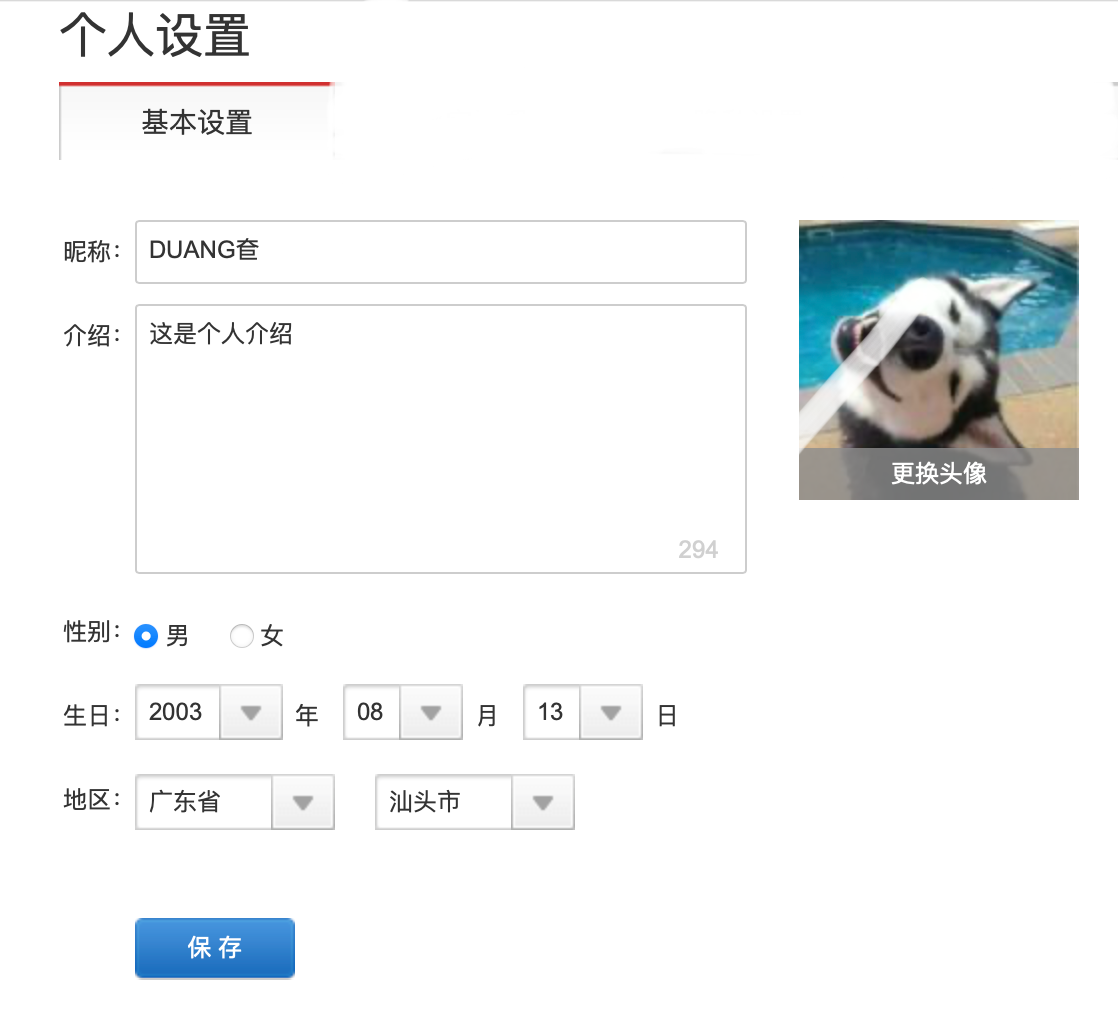 个人设置
基本设置
昵称：DUANG奆
介绍：这是个人介绍
294
更换头像
性别：男 女
生日：2003 年 08 月 13 日
地区：广东省 汕头市
保存